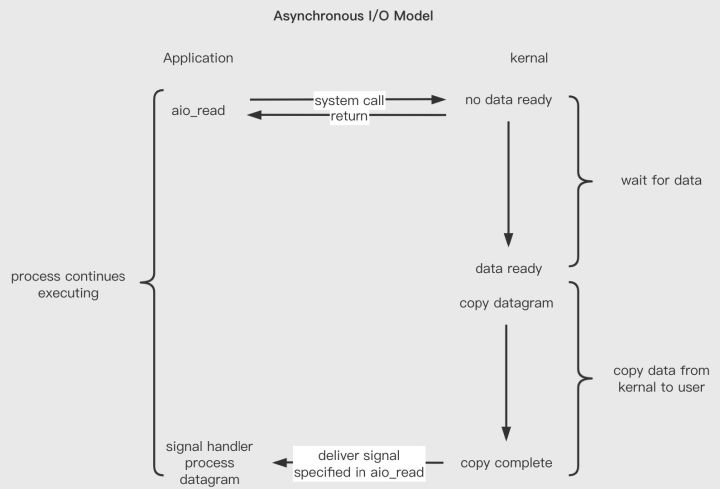 Asynchronous I/O Model
Application
kernal
aio_read
system call
return
no data ready
wait for data
data ready
process continues
executing
copy datagram
copy data from
kernal to user
signal handler
process
datagram
deliver signal
specified in aio_read
copy complete